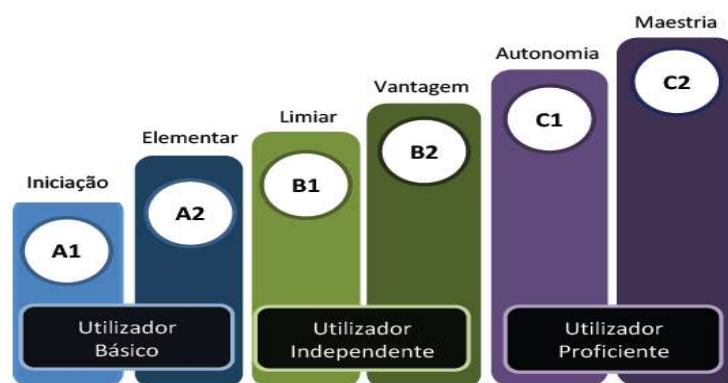 Iniciação
A1
Elementar
A2
Limiar
B1
Vantagem
B2
Autonomia
C1
Maestria
C2
Utilizador
Básico
Utilizador
Independente
Utilizador
Proficiente